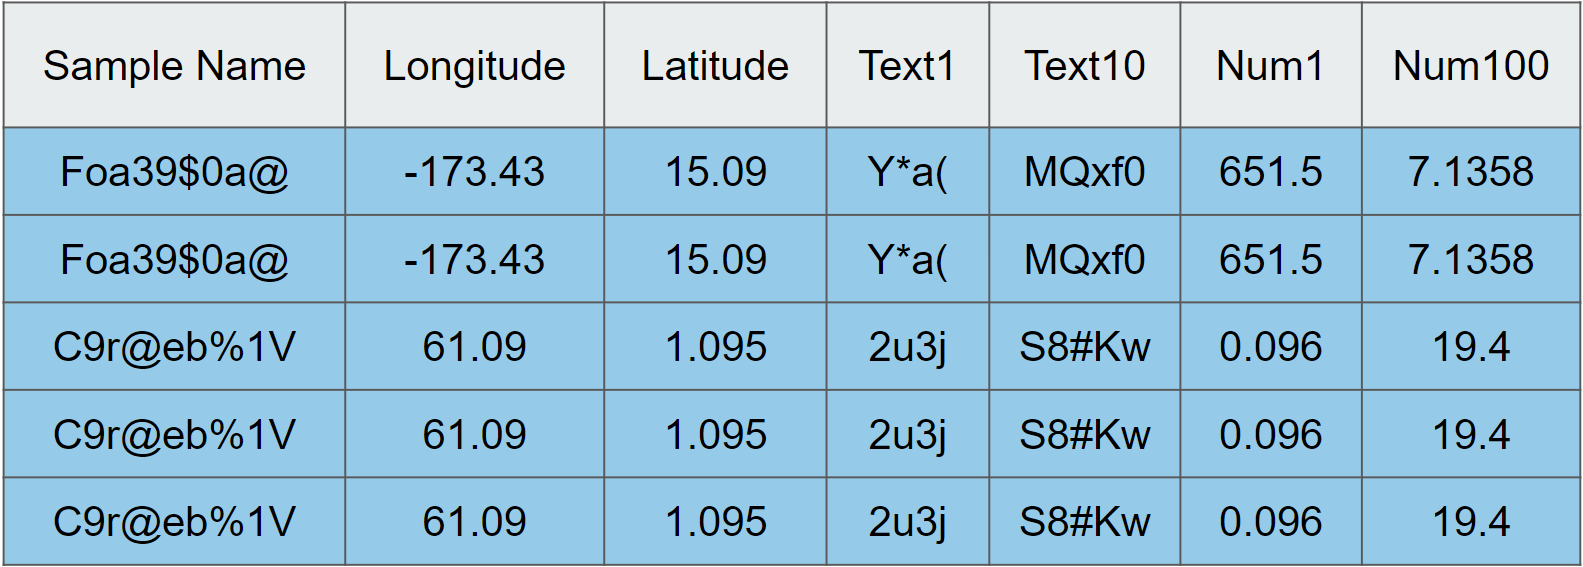 Sample Name Longitude Latitude Text1 Text10 Num1 Num100
Foa39$0a@ -173.43 15.09 Y*a( MQxf0 651.5 7.1358
Foa39$0a@ -173.43 15.09 Y*a( MQxf0 651.5 7.1358
C9r@eb%1V 61.09 1.095 2u3j S8#Kw 0.096 19.4
C9r@eb%1V 61.09 1.095 2u3j S8#Kw 0.096 19.4
C9r@eb%1V 61.09 1.095 2u3j S8#Kw 0.096 19.4